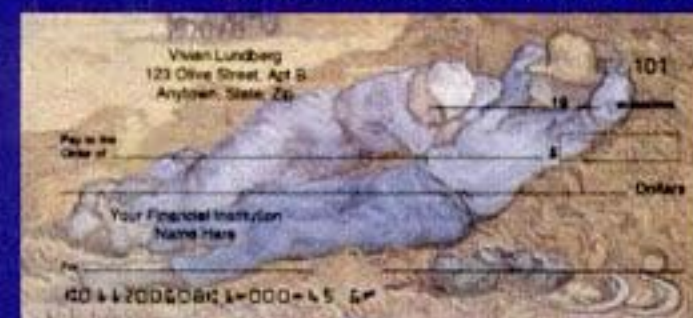 Vivian Lundberg
123 Olive Street, Apt B
Anytown, State, Zip
101
19
Pay to the
Order of
$
Dollars
Your Financial Institution
Name Here
For